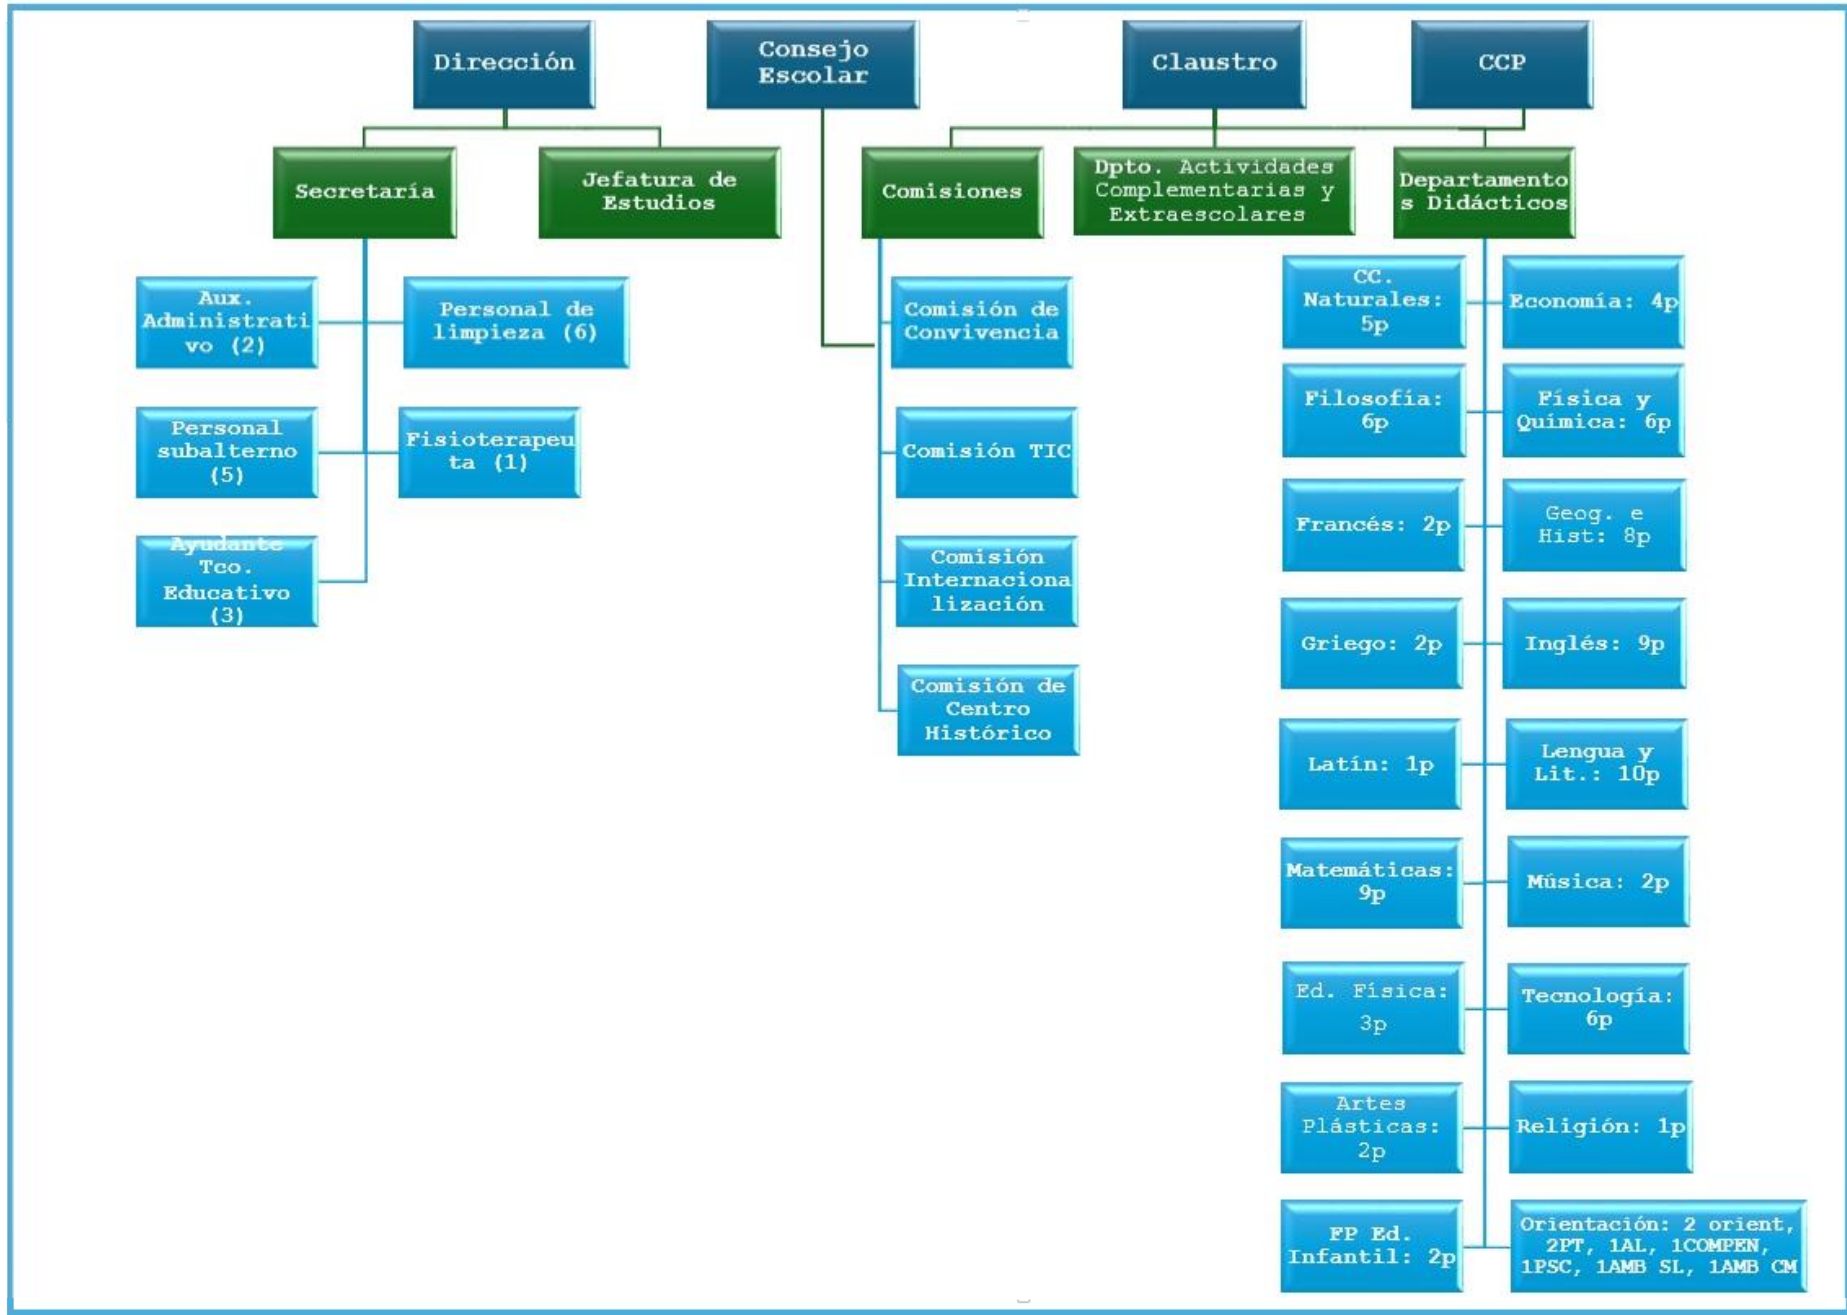 Dirección
Consejo
Escolar
Claustro
CCP
Secretaría
Jefatura de
Estudios
Comisiones
Dpto. Actividades
Complementarias y
Extraescolares
Departamento
s Didácticos
Aux.
Administrati
vo (2)
Personal de
limpieza (6)
Personal
subalterno
(5)
Fisioterapeu
ta (1)
Ayudante
Tco.
Educativo
(3)
Comisión de
Convivencia
Comisión TIC
Comisión
Internaciona
lización
Comisión de
Centro
Histórico
CC.
Naturales:
5p
Economía: 4p
Filosofía:
6p
Física y
Química: 6p
Francés: 2p
Geog. e
Hist: 8p
Griego: 2p
Inglés: 9p
Latín: 1p
Lengua y
Lit.: 10p
Matemáticas:
9p
Música: 2p
Ed. Física:
3p
Tecnología:
6p
Artes
Plásticas:
2p
Religión: 1p
FP Ed.
Infantil: 2p
Orientación: 2 orient,
2PT, 1AL, 1COMPEN,
1PSC, 1AMB SL, 1AMB CM